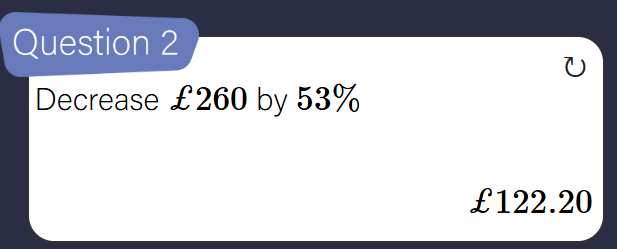 Question 2
Decrease £260 by 53%
£122.20